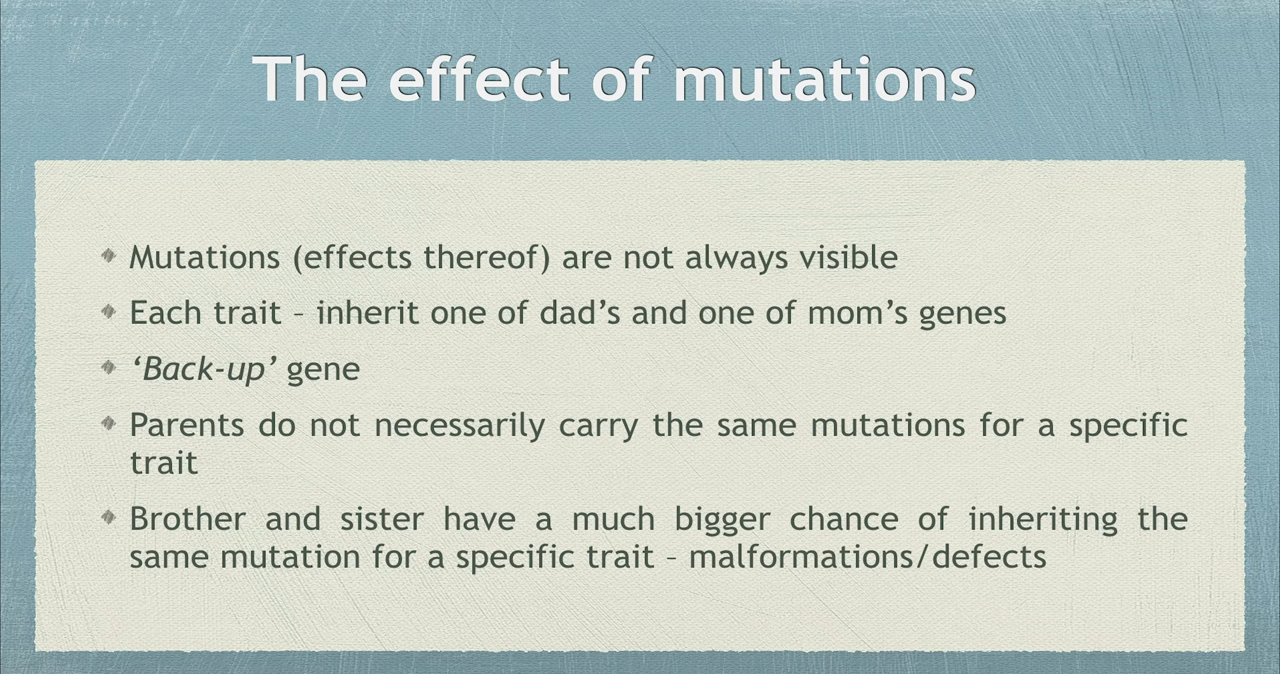 The effect of mutations
Mutations (effects thereof) are not always visible
Each trait – inherit one of dad’s and one of mom’s genes
‘Back-up’ gene
Parents do not necessarily carry the same mutations for a specific
trait
Brother and sister have a much bigger chance of inheriting the
same mutation for a specific trait – malformations/defects